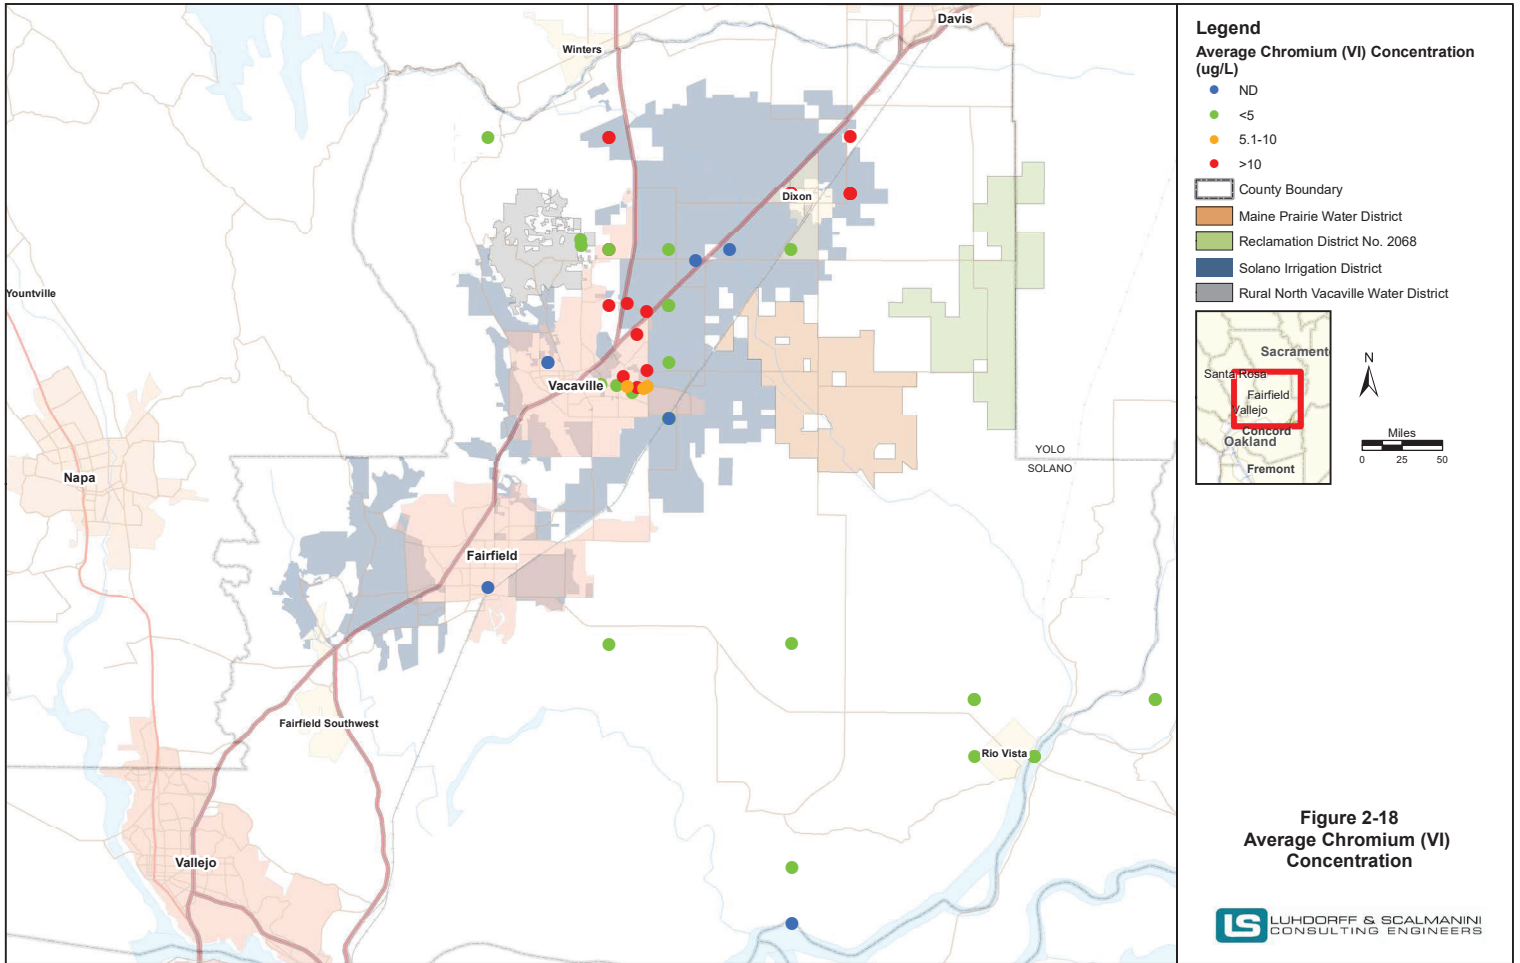 Davis
Winters
Dixon
Yountville
Vacaville
YOLO
SOLANO
Napa
Fairfield
Fairfield Southwest
Rio Vista
Vallejo
Legend
Average Chromium (VI) Concentration
(ug/L)
ND
<5
5.1-10
>10
County Boundary
Maine Prairie Water District
Reclamation District No. 2068
Solano Irrigation District
Rural North Vacaville Water District
Sacrament
Santa Rosa
Fairfield
Vallejo
Concord
Oakland
Fremont
N
Miles
0 25 50
Figure 2-18
Average Chromium (VI)
Concentration
LS
LUHDORFF & SCALMANINI
CONSULTING ENGINEERS